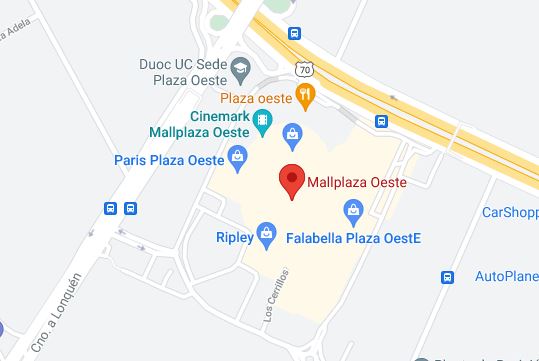 a Adela
Duoc UC Sede
Plaza Oeste
70
Plaza oeste
Cinemark
Mallplaza Oeste
Paris Plaza Oeste
Mallplaza Oeste
CarShopp
Ripley
Falabella Plaza OestE
AutoPlane
Los Cerrillos
Cno. a Lonquén